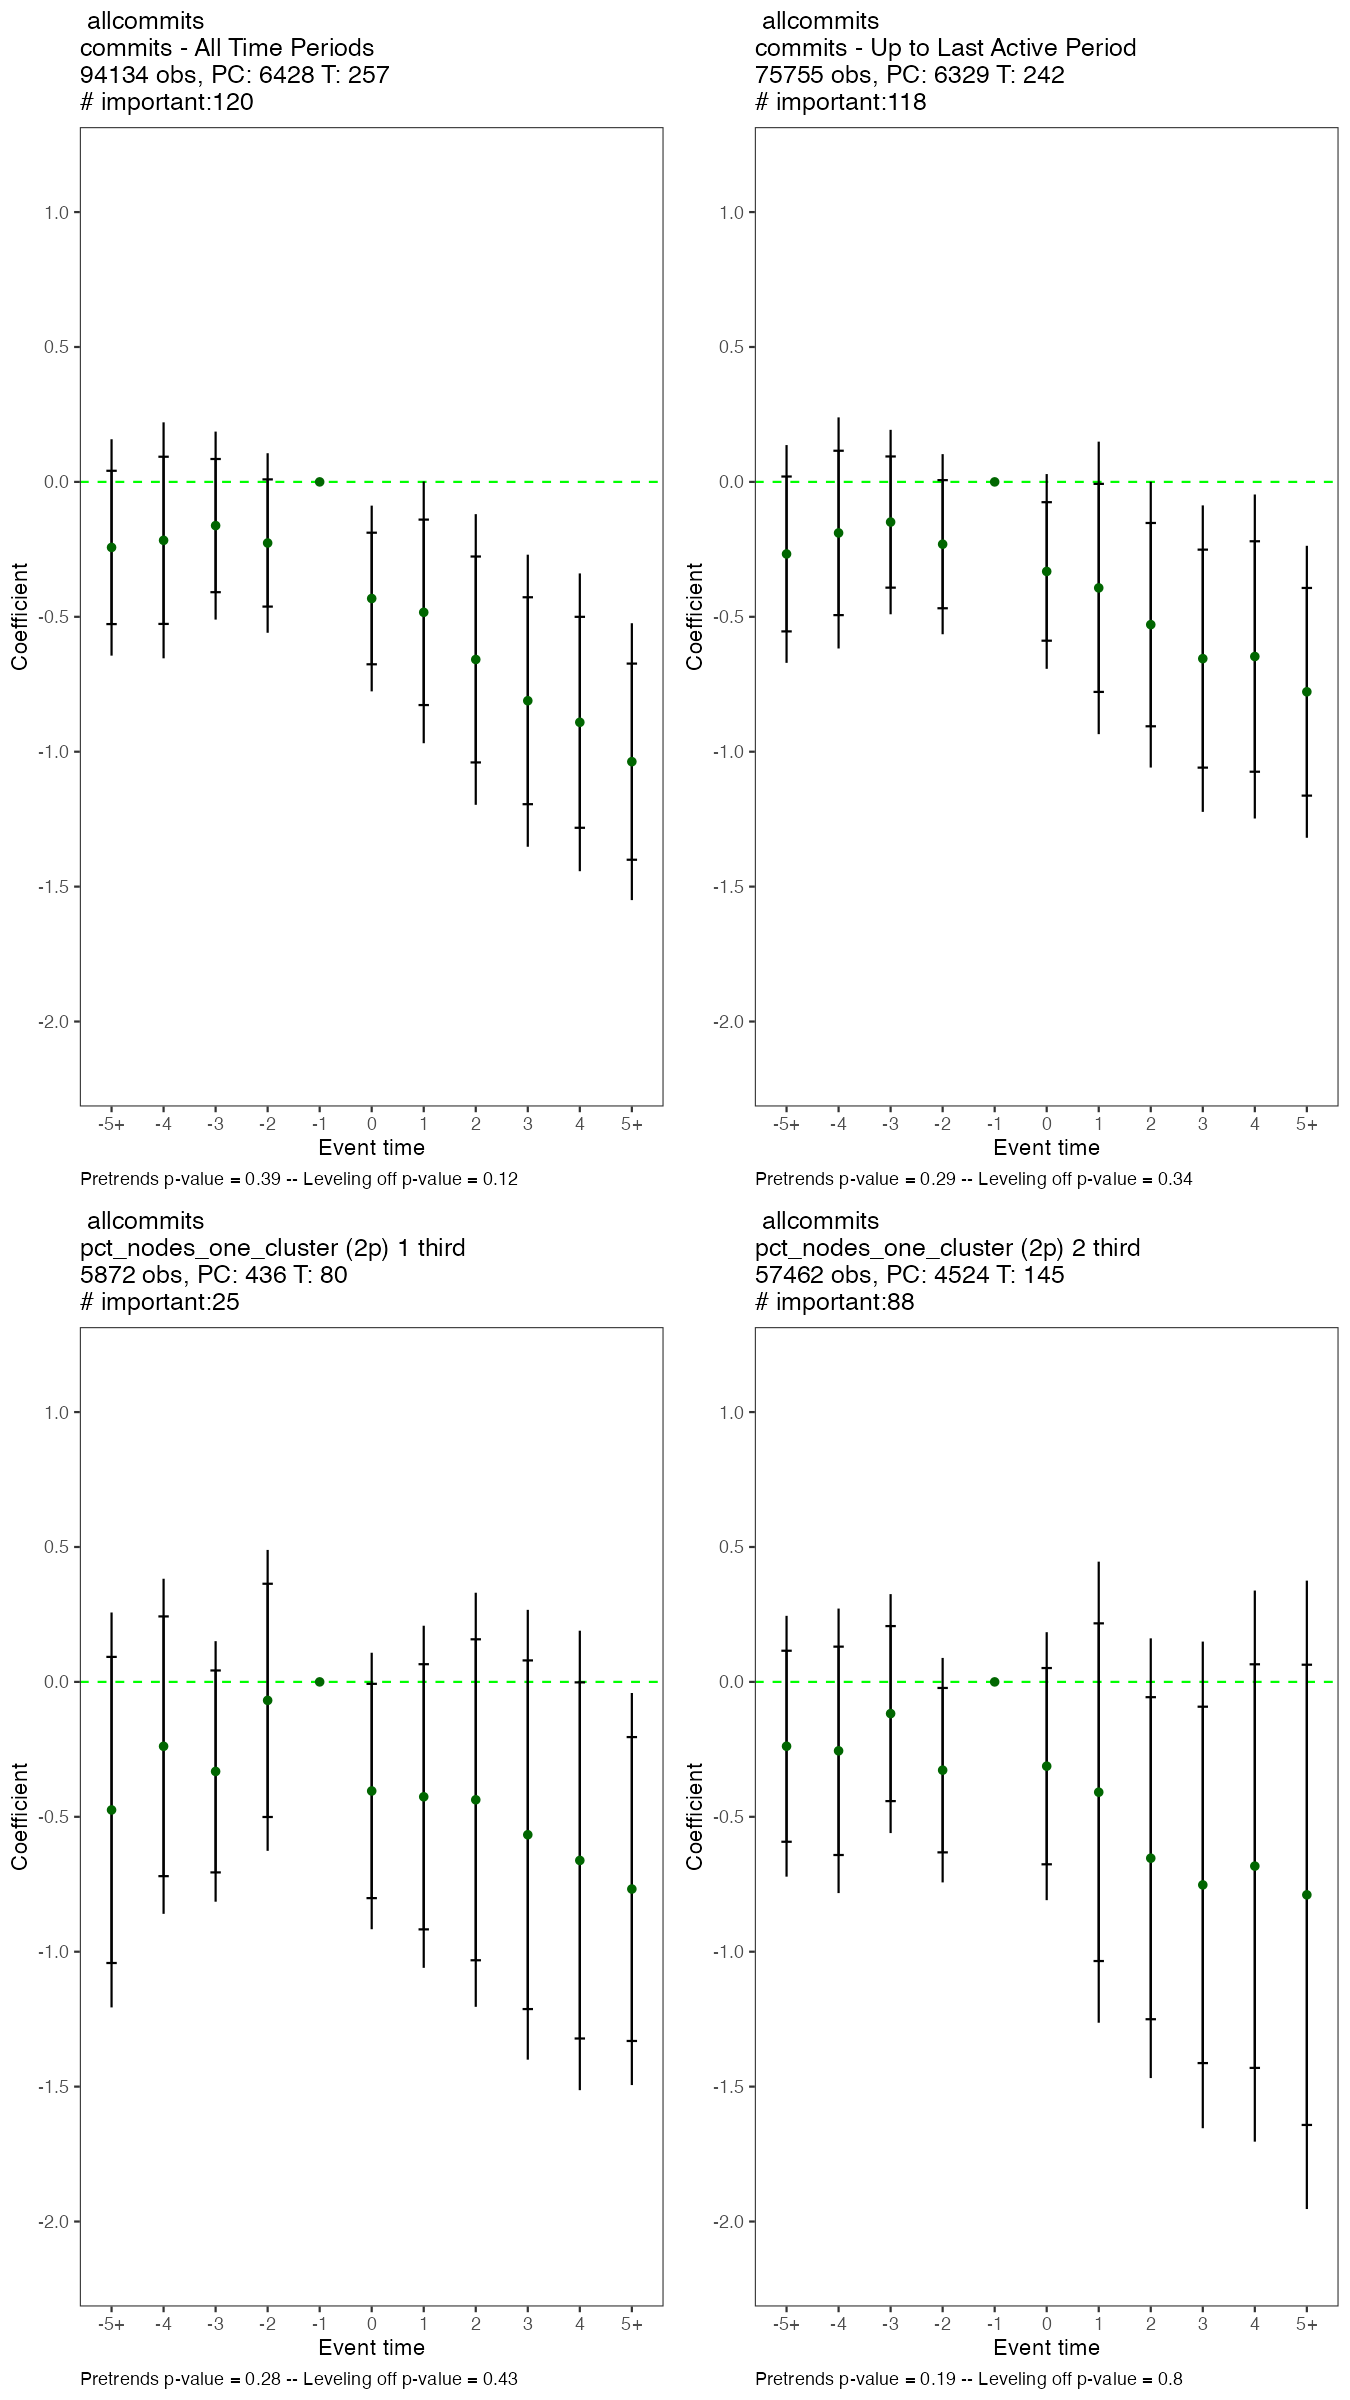 allcommits
commits - All Time Periods
94134 obs, PC: 6428 T: 257
# important:120
Coefficient
1.0
0.5
0.0
-0.5
-1.0
-1.5
-2.0
-5+ -4 -3 -2 -1 0 1 2 3 4 5+
Event time
Pretrends p-value = 0.39 -- Leveling off p-value = 0.12
allcommits
commits - Up to Last Active Period
75755 obs, PC: 6329 T: 242
# important:118
Coefficient
1.0
0.5
0.0
-0.5
-1.0
-1.5
-2.0
-5+ -4 -3 -2 -1 0 1 2 3 4 5+
Event time
Pretrends p-value = 0.29 -- Leveling off p-value = 0.34
allcommits
pct_nodes_one_cluster (2p) 1 third
5872 obs, PC: 436 T: 80
# important:25
Coefficient
1.0
0.5
0.0
-0.5
-1.0
-1.5
-2.0
-5+ -4 -3 -2 -1 0 1 2 3 4 5+
Event time
Pretrends p-value = 0.28 -- Leveling off p-value = 0.43
allcommits
pct_nodes_one_cluster (2p) 2 third
57462 obs, PC: 4524 T: 145
# important:88
Coefficient
1.0
0.5
0.0
-0.5
-1.0
-1.5
-2.0
-5+ -4 -3 -2 -1 0 1 2 3 4 5+
Event time
Pretrends p-value = 0.19 -- Leveling off p-value = 0.8